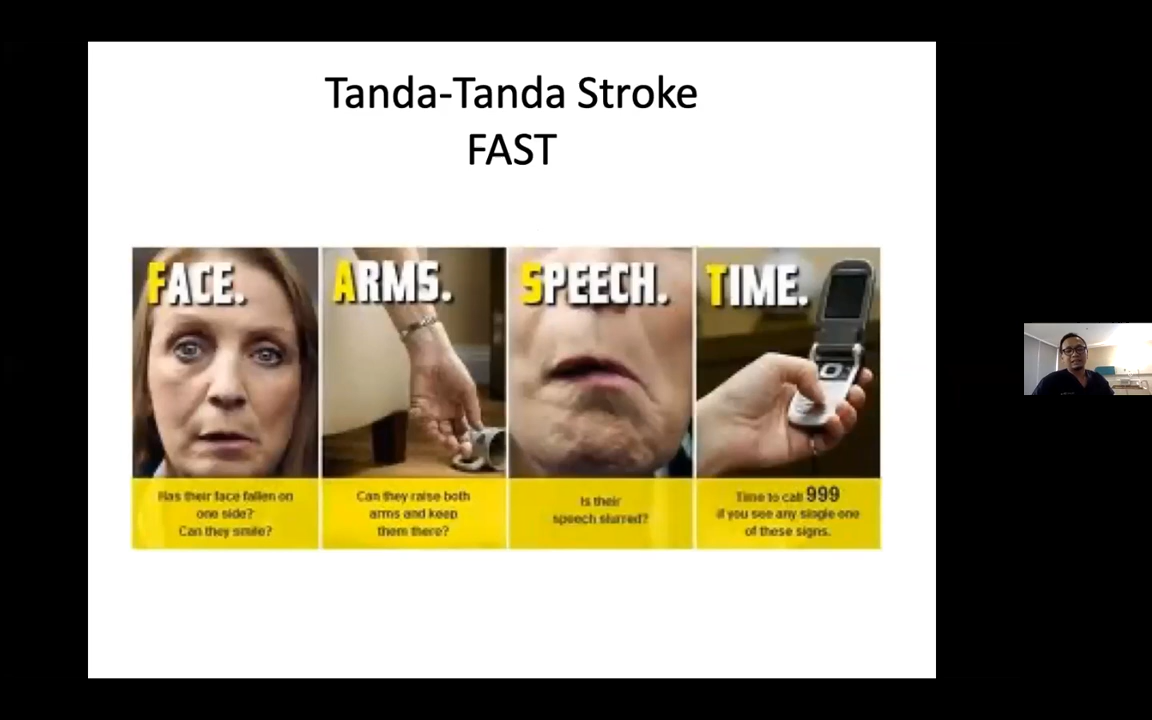 Tanda-Tanda Stroke
FAST
FACE.
Has their face fallen on
one side?
Can they smile?
ARMS.
Can they raise both
arms and keep
them there?
SPEECH.
Is their
speech slurred?
TIME.
Time to call 999
if you see any single one
of these signs.